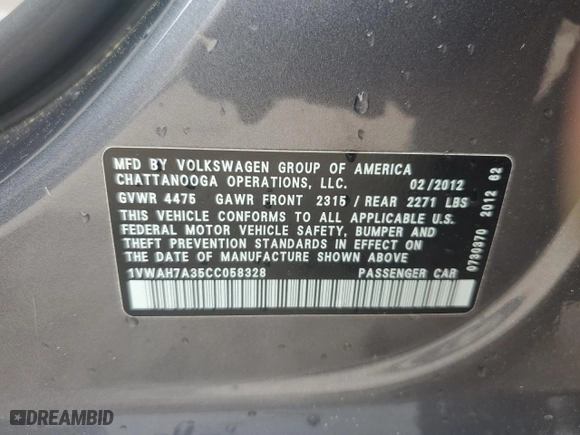 MFD BY VOLKSWAGEN GROUP OF AMERICA
CHATTANOOGA OPERATIONS, LLC. 02/2012
GVWR 4476 GAWR FRONT 2315 / REAR 2271 LBS
THIS VEHICLE CONFORMS TO ALL APPLICABLE U.S.
FEDERAL MOTOR VEHICLE SAFETY, BUMPER AND
THEFT PREVENTION STANDARDS IN EFFECT ON
THE DATE OF MANUFACTURE SHOWN ABOVE
1VWAH7A35CC058328 PASSENGER CAR
0730370 2012 02
DREAMBID